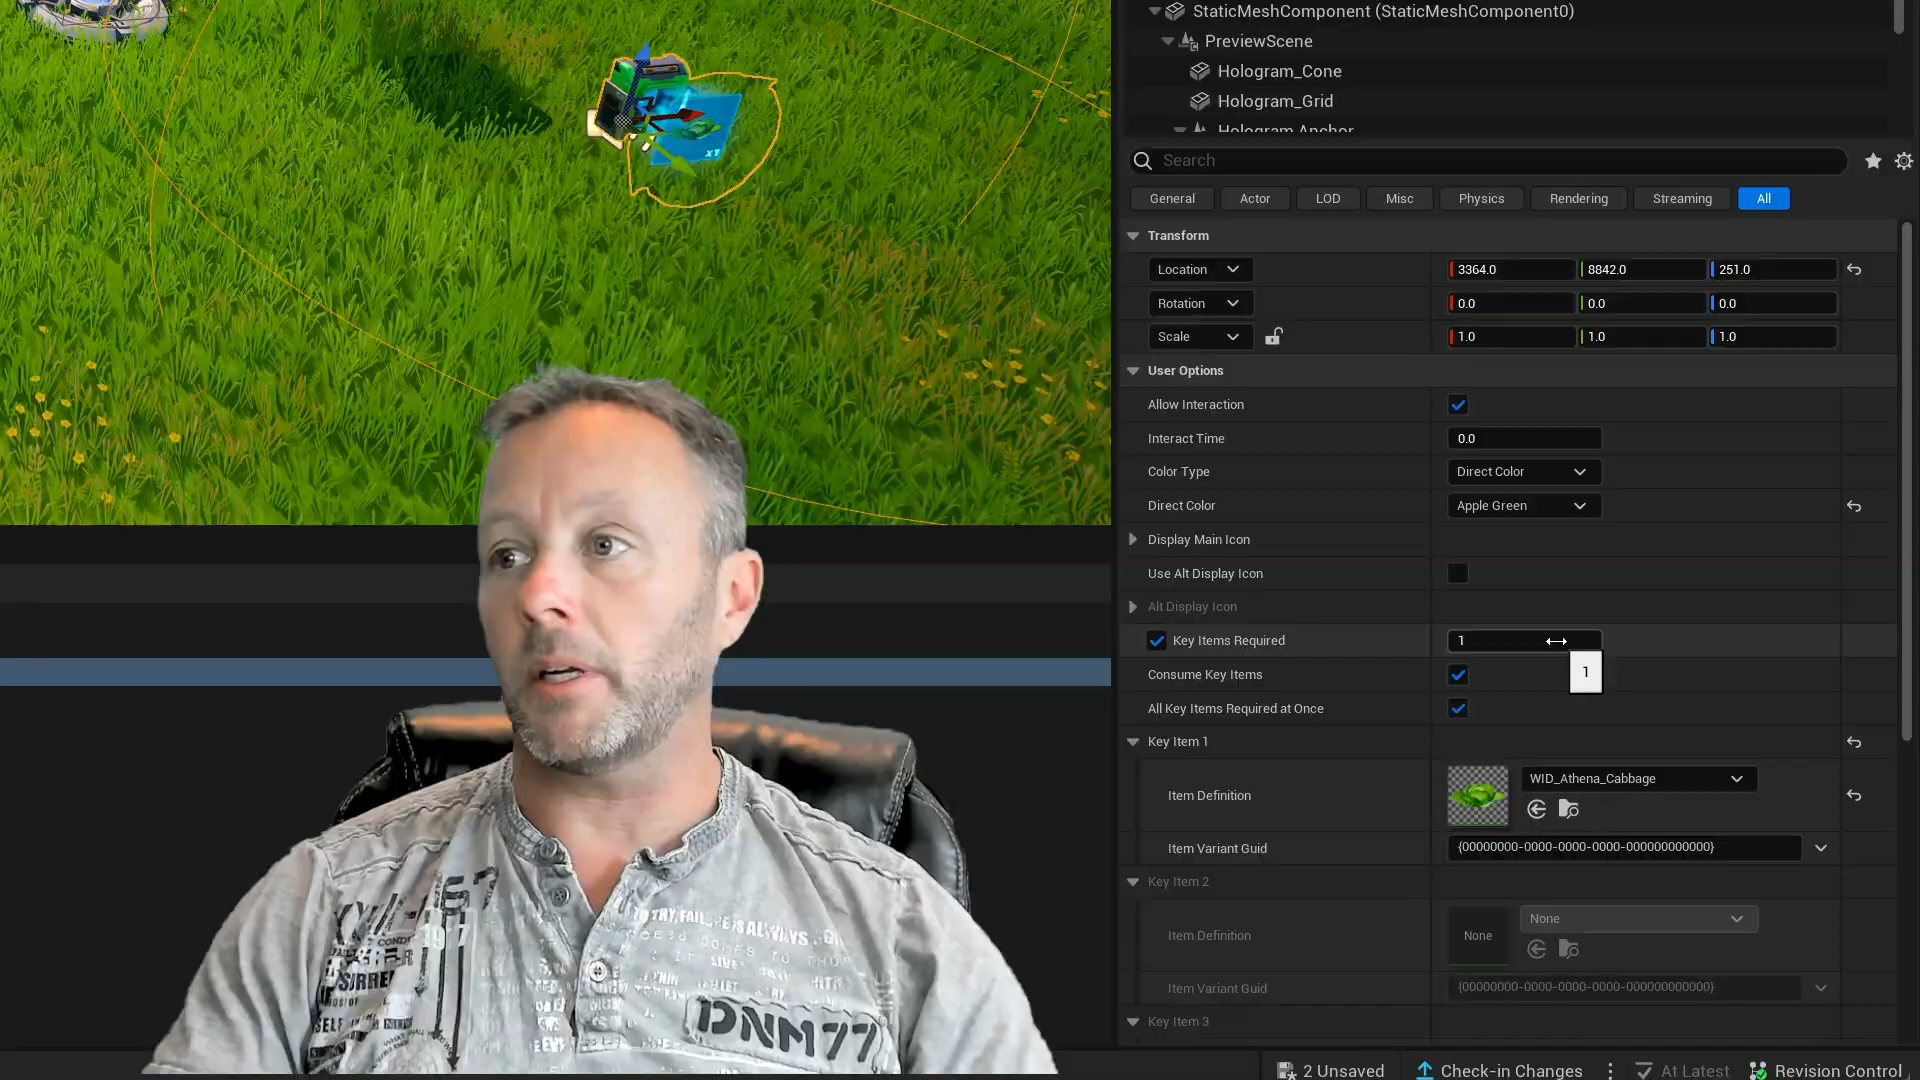 StaticMeshComponent (StaticMeshComponent0)
PreviewScene
Hologram_Cone
Hologram_Grid
Hologram Anchor
x1
Search
General Actor LOD Misc Physics Rendering Streaming All
Transform
Location 3364.0 8842.0 251.0
Rotation 0.0 0.0 0.0
Scale 1.0 1.0 1.0
User Options
Allow Interaction
Interact Time 0.0
Color Type Direct Color
Direct Color Apple Green
Display Main Icon
Use Alt Display Icon
Alt Display Icon
Key Items Required 1
1
Consume Key Items
All Key Items Required at Once
Key Item 1
Item Definition WID_Athena_Cabbage
Item Variant Guid {00000000-0000-0000-0000-000000000000}
Key Item 2
Item Definition None None
Item Variant Guid {00000000-0000-0000-0000-000000000000}
Key Item 3
DNM77
2 Unsaved Check-in Changes At Latest Revision Control